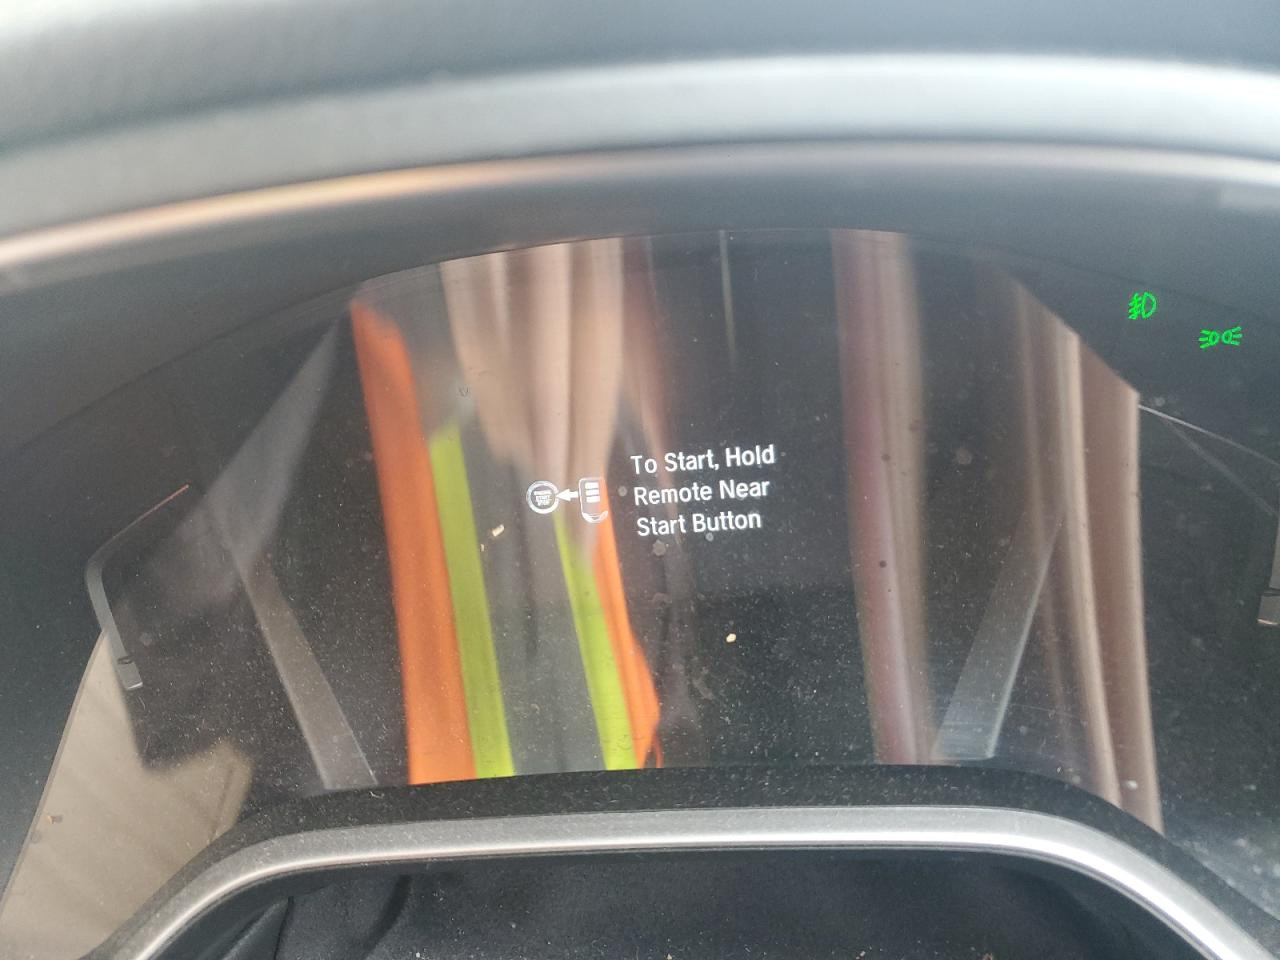 To Start, Hold
Remote Near
Start Button